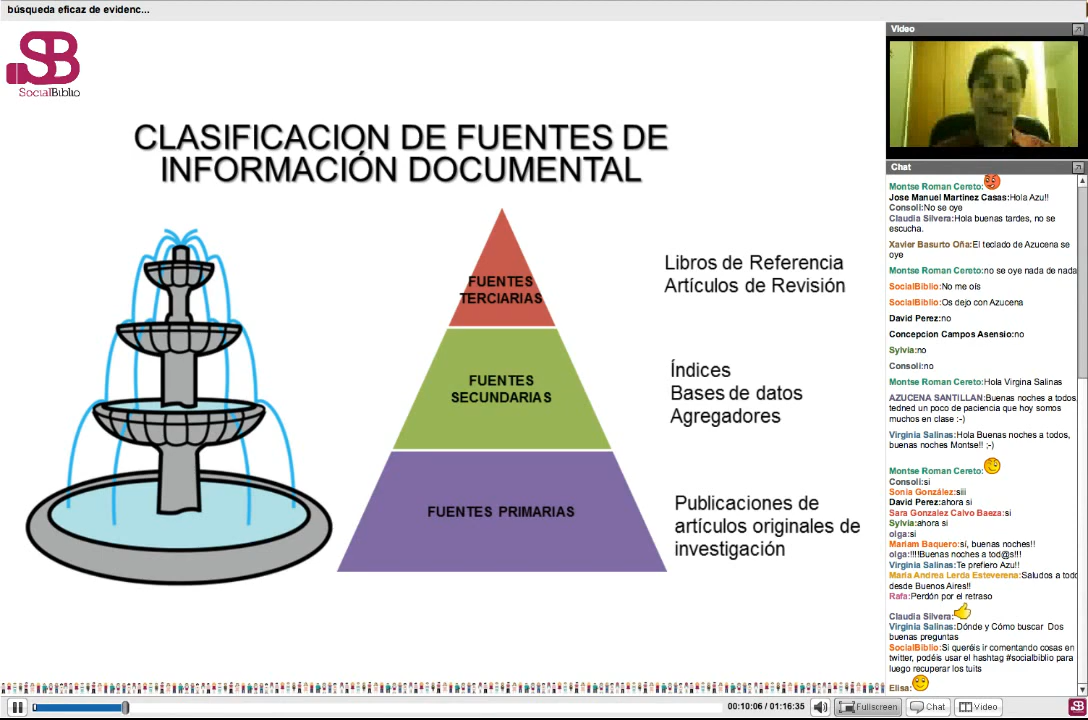 búsqueda eficaz de evidenc...
SB
SocialBiblio
CLASIFICACION DE FUENTES DE
INFORMACIÓN DOCUMENTAL
FUENTES
TERCIARIAS
Libros de Referencia
Artículos de Revisión
FUENTES
SECUNDARIAS
Índices
Bases de datos
Agregadores
FUENTES PRIMARIAS
Publicaciones de
artículos originales de
investigación
Video
Chat
Montse Roman Cereto:
Jose Manuel Martinez Casas:Hola Azu!!
Consoli:No se oye
Claudia Silvera:Hola buenas tardes, no se
escucha.
Xavier Basurto Oña:El teclado de Azucena se
oye
Montse Roman Cereto:no se oye nada de nada
SocialBiblio:No me oís
SocialBiblio:Os dejo con Azucena
David Perez:no
Concepcion Campos Asensio:no
Sylvia:no
Consoli:no
Montse Roman Cereto:Hola Virgina Salinas
AZUCENA SANTILLAN:Buenas noches a todos,
tedned un poco de paciencia que hoy somos
muchos en clase :-)
Virginia Salinas:Hola Buenas noches a todos,
buenas noches Montse!! ;-)
Montse Roman Cereto:
Consoli:si
Sonia González:siii
David Perez:ahora si
Sara Gonzalez Calvo Baeza:si
Sylvia:ahora si
olga:sí
Mariam Baquero:sí, buenas noches!!
olga:!!!!Buenas noches a tod@s!!!
Virginia Salinas:Te prefiero Azu!!
María Andrea Lerda Esteverena:Saludos a todo
desde Buenos Aires!!
Rafa:Perdón por el retraso
Claudia Silvera:
Virginia Salinas:Dónde y Cómo buscar Dos
buenas preguntas
SocialBiblio:Si queréis ir comentando cosas en
twitter, podéis usar el hashtag #socialbiblio para
luego recuperar los tuits
Elisa:
00:10:06 / 01:16:35
Fullscreen
Chat
Video
SB